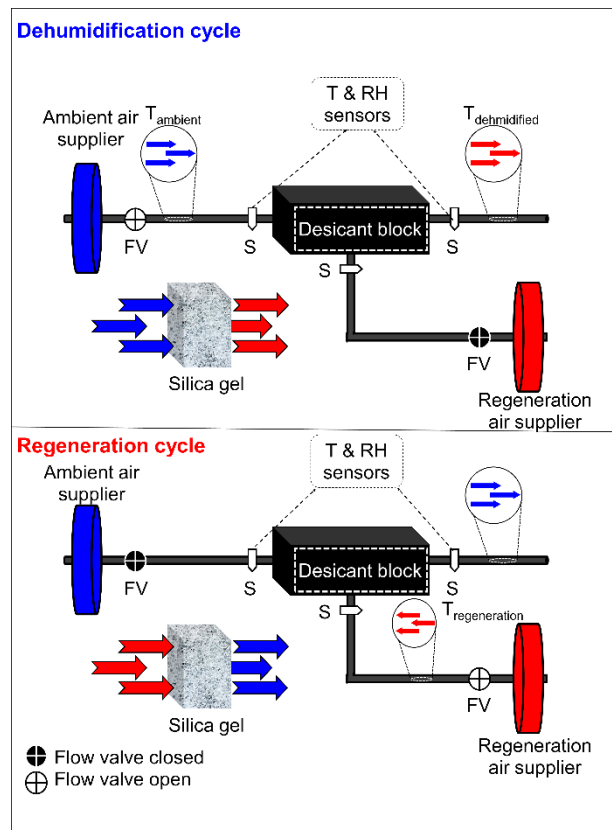 Dehumidification cycle
Ambient air
supplier
T & RH
sensors
Tambient
Tdehmidified
Desicant block
FV
S
S
S
FV
Silica gel
Regeneration
air supplier
Regeneration cycle
Ambient air
supplier
T & RH
sensors
Desicant block
FV
S
S
S
Tregeneration
FV
Silica gel
Regeneration
air supplier
Flow valve closed
Flow valve open